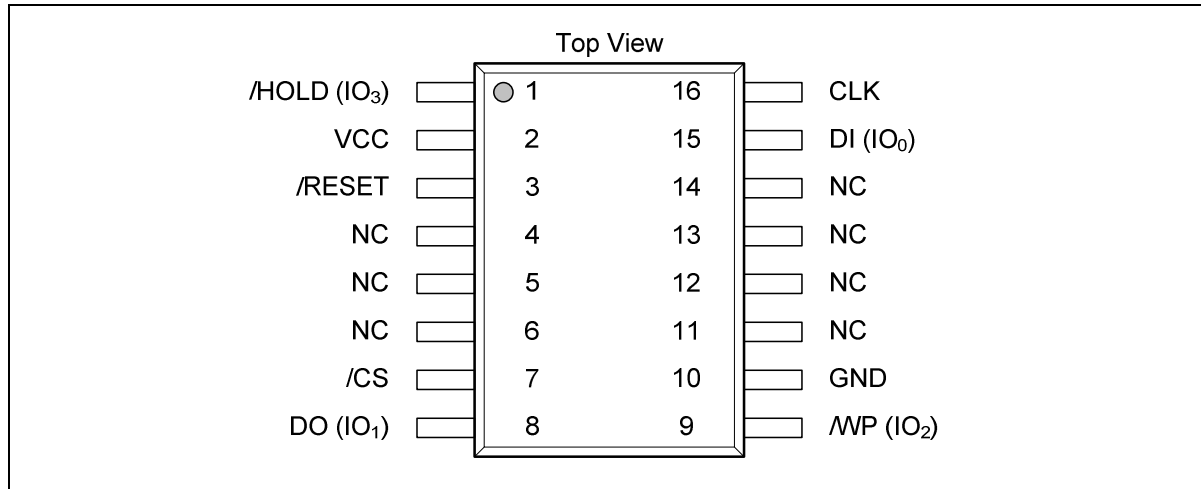 Top View
/HOLD (IO₃) 1 16 CLK
VCC 2 15 DI (IO₀)
/RESET 3 14 NC
NC 4 13 NC
NC 5 12 NC
NC 6 11 NC
/CS 7 10 GND
DO (IO₁) 8 9 /WP (IO₂)